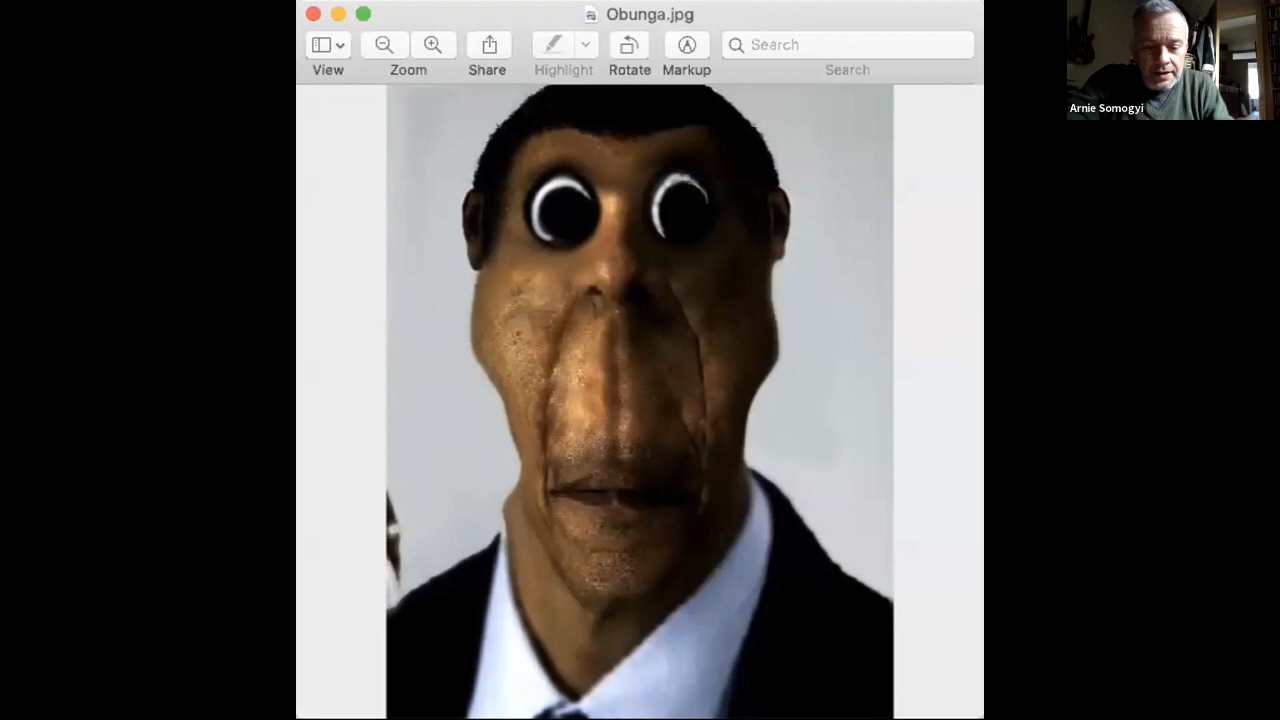 Obunga.jpg
Search
View
Zoom
Share
Highlight
Rotate
Markup
Search
Arnie Somogyi